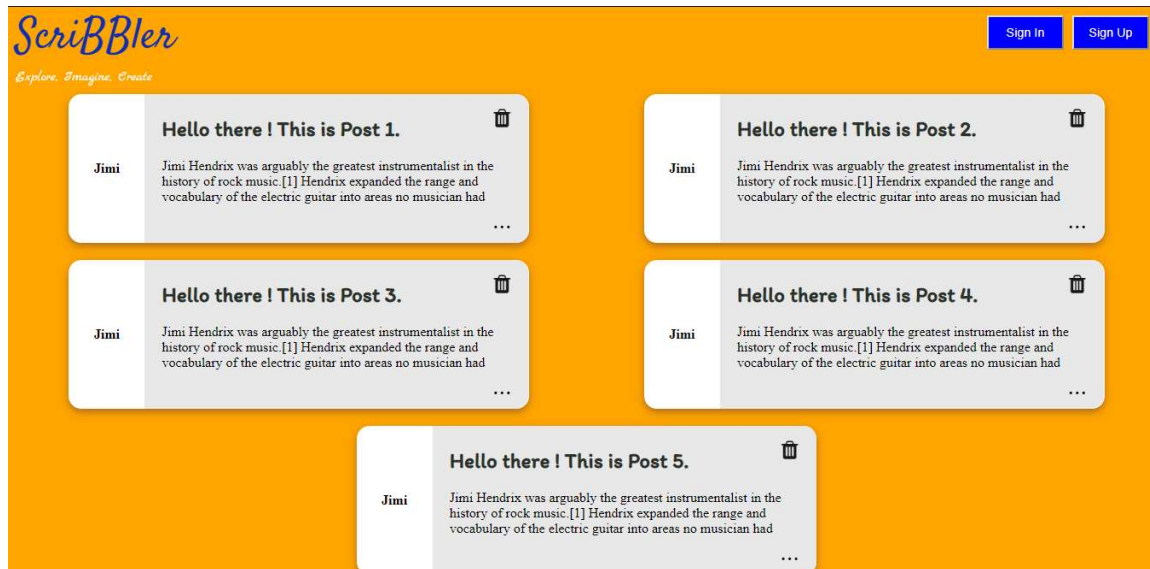 ScriBBler
Sign In
Sign Up
Explore, Imagine, Create
Jimi
Hello there ! This is Post 1.
Jimi Hendrix was arguably the greatest instrumentalist in the
history of rock music.[1] Hendrix expanded the range and
vocabulary of the electric guitar into areas no musician had
...
Jimi
Hello there ! This is Post 2.
Jimi Hendrix was arguably the greatest instrumentalist in the
history of rock music.[1] Hendrix expanded the range and
vocabulary of the electric guitar into areas no musician had
...
Jimi
Hello there ! This is Post 3.
Jimi Hendrix was arguably the greatest instrumentalist in the
history of rock music.[1] Hendrix expanded the range and
vocabulary of the electric guitar into areas no musician had
...
Jimi
Hello there ! This is Post 4.
Jimi Hendrix was arguably the greatest instrumentalist in the
history of rock music.[1] Hendrix expanded the range and
vocabulary of the electric guitar into areas no musician had
...
Jimi
Hello there ! This is Post 5.
Jimi Hendrix was arguably the greatest instrumentalist in the
history of rock music.[1] Hendrix expanded the range and
vocabulary of the electric guitar into areas no musician had
...